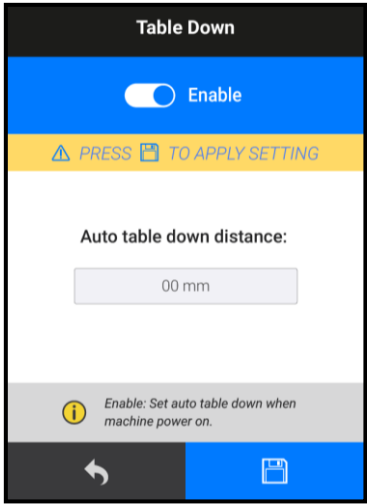 Table Down
Enable
PRESS TO APPLY SETTING
Auto table down distance:
00 mm
Enable: Set auto table down when
machine power on.